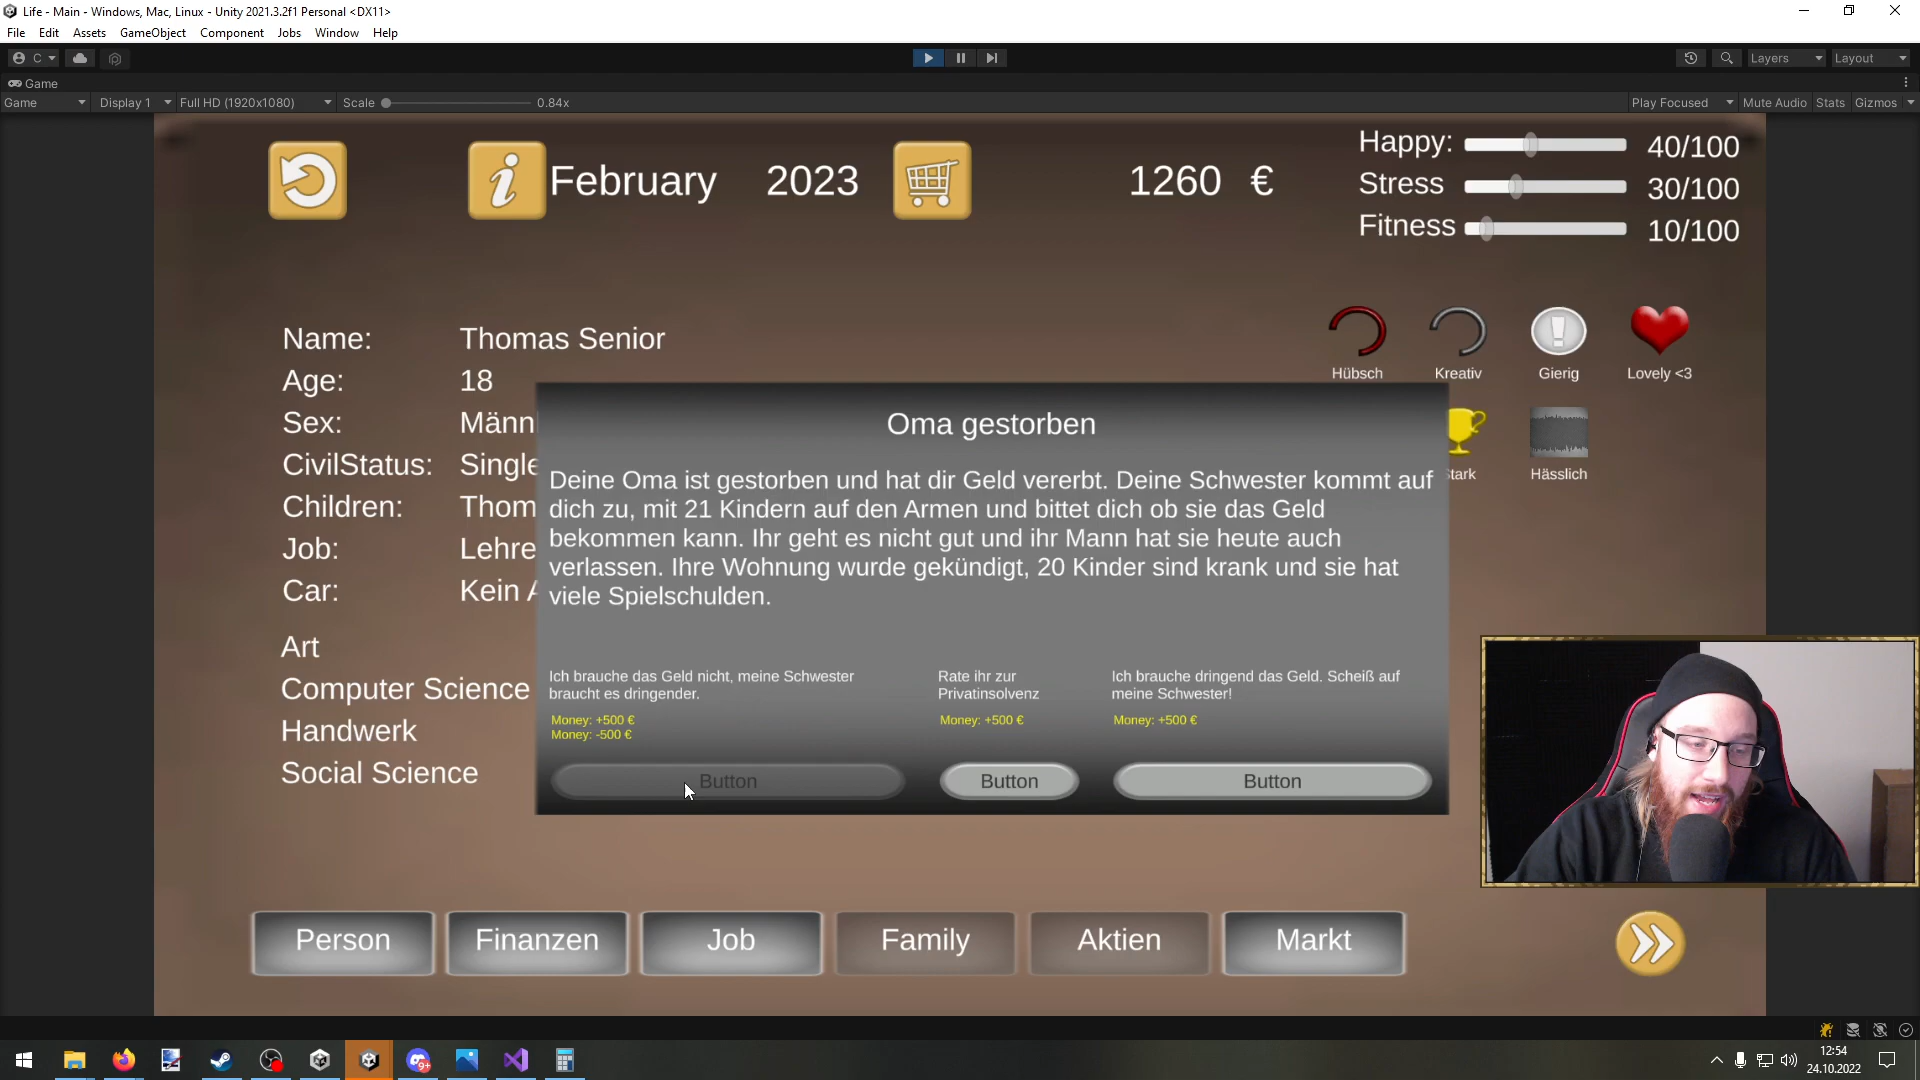 Life - Main - Windows, Mac, Linux - Unity 2021.3.2f1 Personal <DX11>
File Edit Assets GameObject Component Jobs Window Help
C Layers Layout
Game
Game Display 1 Full HD (1920x1080) Scale 0.84x Play Focused Mute Audio Stats Gizmos
February 2023 1260 €
Happy: 40/100
Stress 30/100
Fitness 10/100
Name: Thomas Senior
Age: 18
Sex: Männ
CivilStatus: Single
Children: Thom
Job: Lehre
Car: Kein A
Art
Computer Science
Handwerk
Social Science
Hübsch Kreativ Gierig Lovely <3
tark Hässlich
Oma gestorben
Deine Oma ist gestorben und hat dir Geld vererbt. Deine Schwester kommt auf
dich zu, mit 21 Kindern auf den Armen und bittet dich ob sie das Geld
bekommen kann. Ihr geht es nicht gut und ihr Mann hat sie heute auch
verlassen. Ihre Wohnung wurde gekündigt, 20 Kinder sind krank und sie hat
viele Spielschulden.
Ich brauche das Geld nicht, meine Schwester
braucht es dringender.
Money: +500 €
Money: -500 €
Button
Rate ihr zur
Privatinsolvenz
Money: +500 €
Button
Ich brauche dringend das Geld. Scheiß auf
meine Schwester!
Money: +500 €
Button
Person Finanzen Job Family Aktien Markt
9+
12:54
24.10.2022